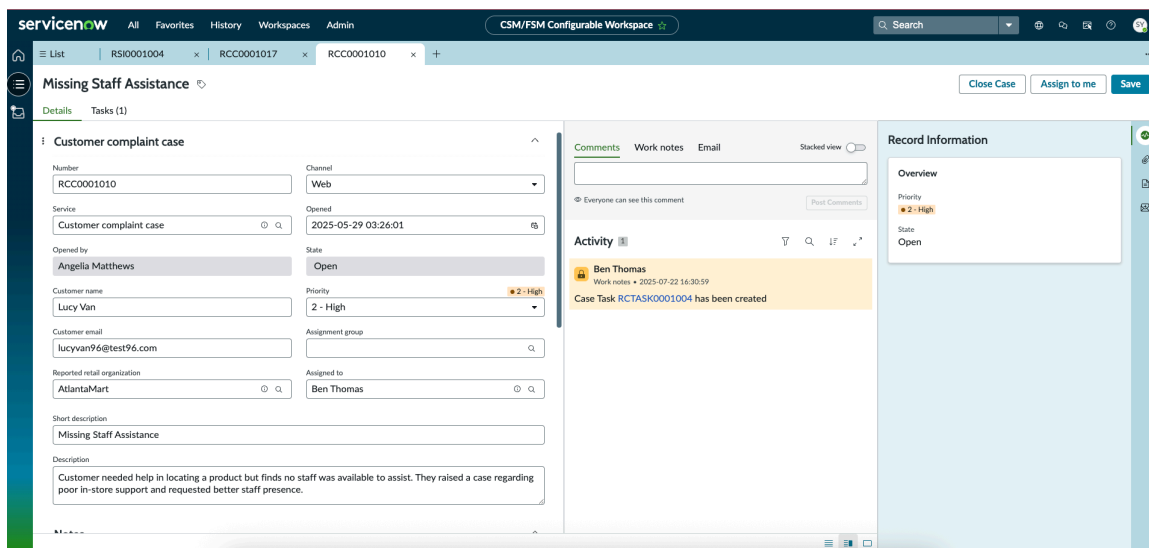 servicenow All Favorites History Workspaces Admin CSM/FSM Configurable Workspace Search SY
List RSI0001004 × RCC0001017 × RCC0001010 × +
Missing Staff Assistance Close Case Assign to me Save
Details Tasks (1)
Customer complaint case
Number
RCC0001010
Channel
Web
Service
Customer complaint case
Opened
2025-05-29 03:26:01
Opened by
Angelia Matthews
State
Open
Customer name
Lucy Van
Priority
2 - High
2 - High
Customer email
lucyvan96@test96.com
Assignment group
Reported retail organization
AtlantaMart
Assigned to
Ben Thomas
Short description
Missing Staff Assistance
Description
Customer needed help in locating a product but finds no staff was available to assist. They raised a case regarding
poor in-store support and requested better staff presence.
Comments Work notes Email Stacked view
Everyone can see this comment Post Comments
Activity 1
Ben Thomas
Work notes • 2025-07-22 16:30:59
Case Task RCTASK0001004 has been created
Record Information
Overview
Priority
2 - High
State
Open